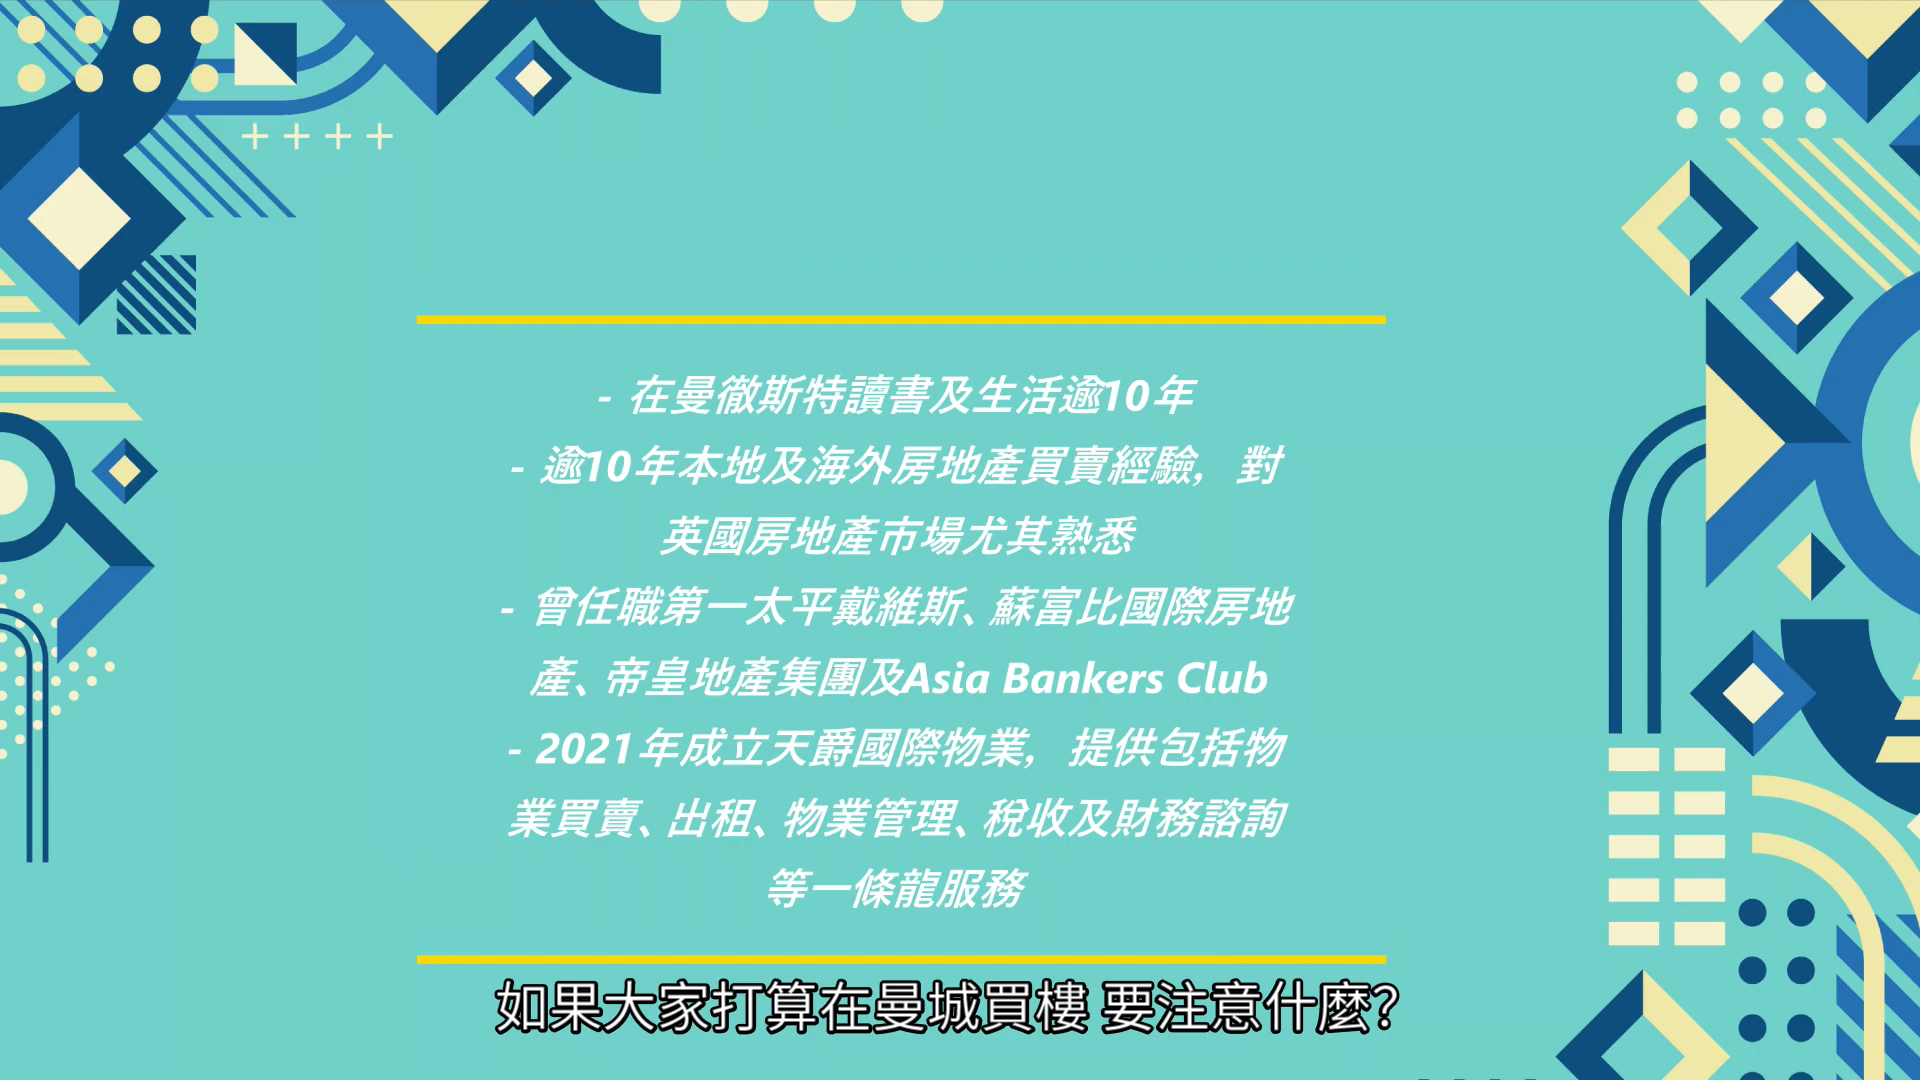 - 在曼徹斯特讀書及生活逾10年
- 逾10年本地及海外房地產買賣經驗，對
英國房地產市場尤其熟悉
- 曾任職第一太平戴維斯、蘇富比國際房地
產、帝皇地產集團及Asia Bankers Club
- 2021年成立天爵國際物業，提供包括物
業買賣、出租、物業管理、稅收及財務諮詢
等一條龍服務
如果大家打算在曼城買樓 要注意什麼?